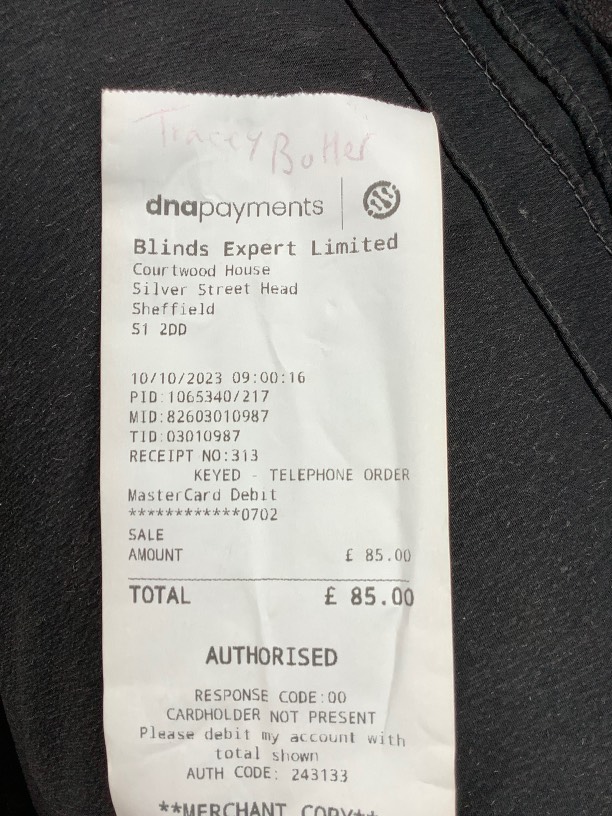 Tracey Botler
dnapayments
Blinds Expert Limited
Courtwood House
Silver Street Head
Sheffield
S1 2DD
10/10/2023 09:00:16
PID:1065340/217
MID:82603010987
TID:03010987
RECEIPT NO:313
KEYED - TELEPHONE ORDER
MasterCard Debit
************0702
SALE
AMOUNT £ 85.00
TOTAL £ 85.00
AUTHORISED
RESPONSE CODE:00
CARDHOLDER NOT PRESENT
Please debit my account with
total shown
AUTH CODE: 243133
**MERCHANT COPY**